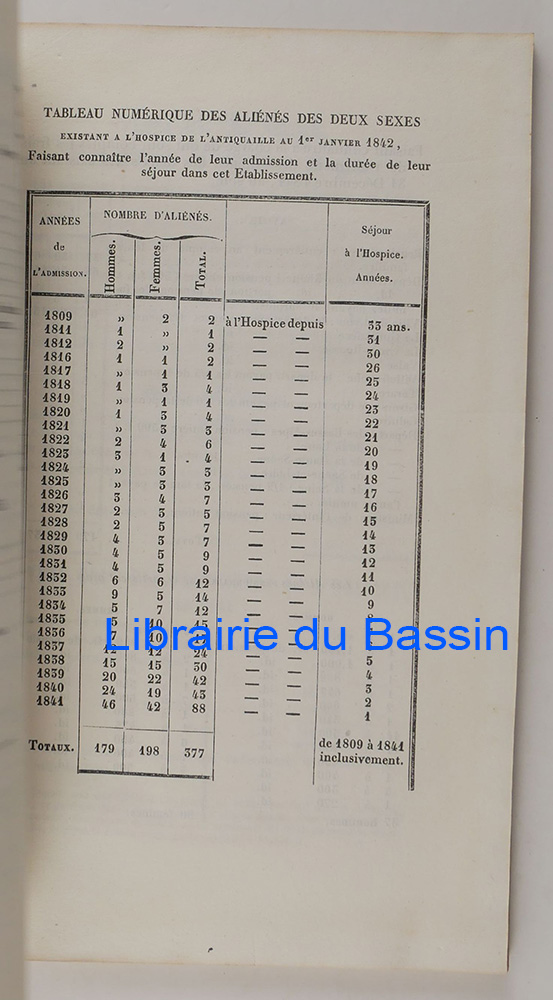 TABLEAU NUMÉRIQUE DES ALIÉNÉS DES DEUX SEXES
EXISTANT A L'HOSPICE DE L'ANTIQUAILLE AU 1er JANVIER 1842,
Faisant connaître l'année de leur admission et la durée de leur
séjour dans cet Etablissement.
ANNÉES
de
L'ADMISSION.
NOMBRE D'ALIÉNÉS.
Hommes.
Femmes.
TOTAL.
Séjour
à l'Hospice.
Années.
1809 » 2 2 à l'Hospice depuis 33 ans.
1811 1 » 1 — — 31
1812 2 » 2 — — 30
1816 1 1 2 — — 26
1817 » 1 1 — — 25
1818 1 3 4 — — 24
1819 » 1 1 — — 23
1820 1 3 4 — — 22
1821 » 3 3 — — 21
1822 2 4 6 — — 20
1823 3 1 4 — — 19
1824 » 3 3 — — 18
1825 » 3 3 — — 17
1826 3 4 7 — — 16
1827 2 3 5 — — 15
1828 2 5 7 — — 14
1829 4 3 7 — — 13
1830 4 5 9 — — 12
1831 4 5 9 — — 11
1832 6 6 12 — — 10
1833 9 5 14 — — 9
1834 5 7 12 — — 8
1835 5 10 15
1836 7 10
1837 12 12 24 — — 5
1838 15 15 30 — — 4
1839 20 22 42 — — 3
1840 24 19 43 — — 2
1841 46 42 88 — — 1
TOTAUX. 179 198 377 de 1809 à 1841
inclusivement.
Librairie du Bassin